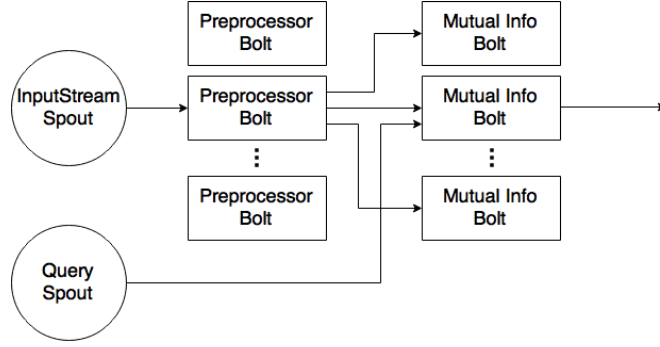 Preprocessor
Bolt
Mutual Info
Bolt
InputStream
Spout
Preprocessor
Bolt
Mutual Info
Bolt
Preprocessor
Bolt
Mutual Info
Bolt
Query
Spout